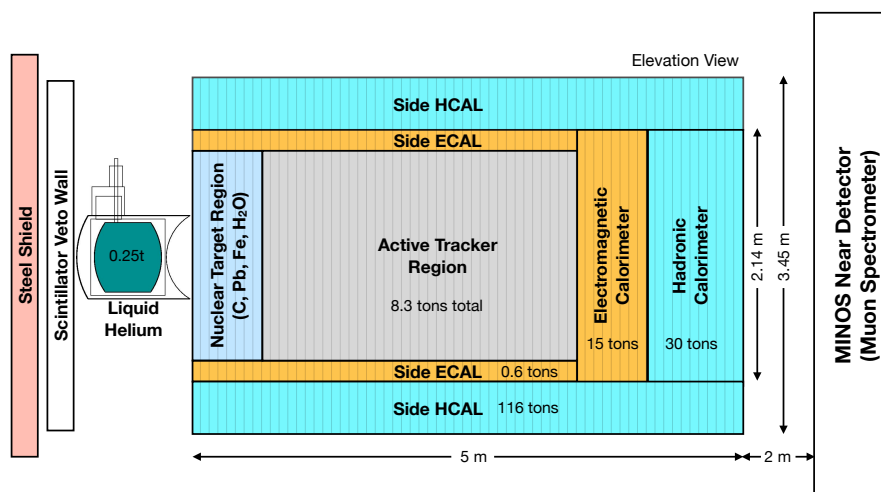 Elevation View
Steel Shield
Scintillator Veto Wall
0.25t
Liquid
Helium
Side HCAL
Side ECAL
Nuclear Target Region
(C, Pb, Fe, H₂O)
Active Tracker
Region
8.3 tons total
Electromagnetic
Calorimeter
15 tons
Hadronic
Calorimeter
30 tons
Side ECAL 0.6 tons
Side HCAL 116 tons
2.14 m
3.45 m
5 m
2 m
MINOS Near Detector
(Muon Spectrometer)